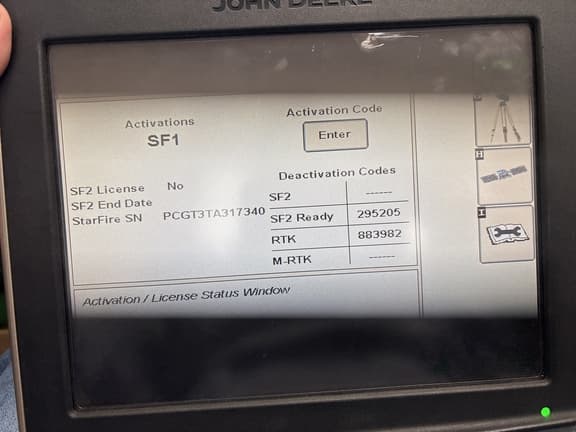 JOHN DEERE
Activations
SF1
Activation Code
Enter
SF2 License No
SF2 End Date
StarFire SN PCGT3TA317340
Deactivation Codes
SF2 ------
SF2 Ready 295205
RTK 883982
M-RTK ------
Activation / License Status Window
H
I